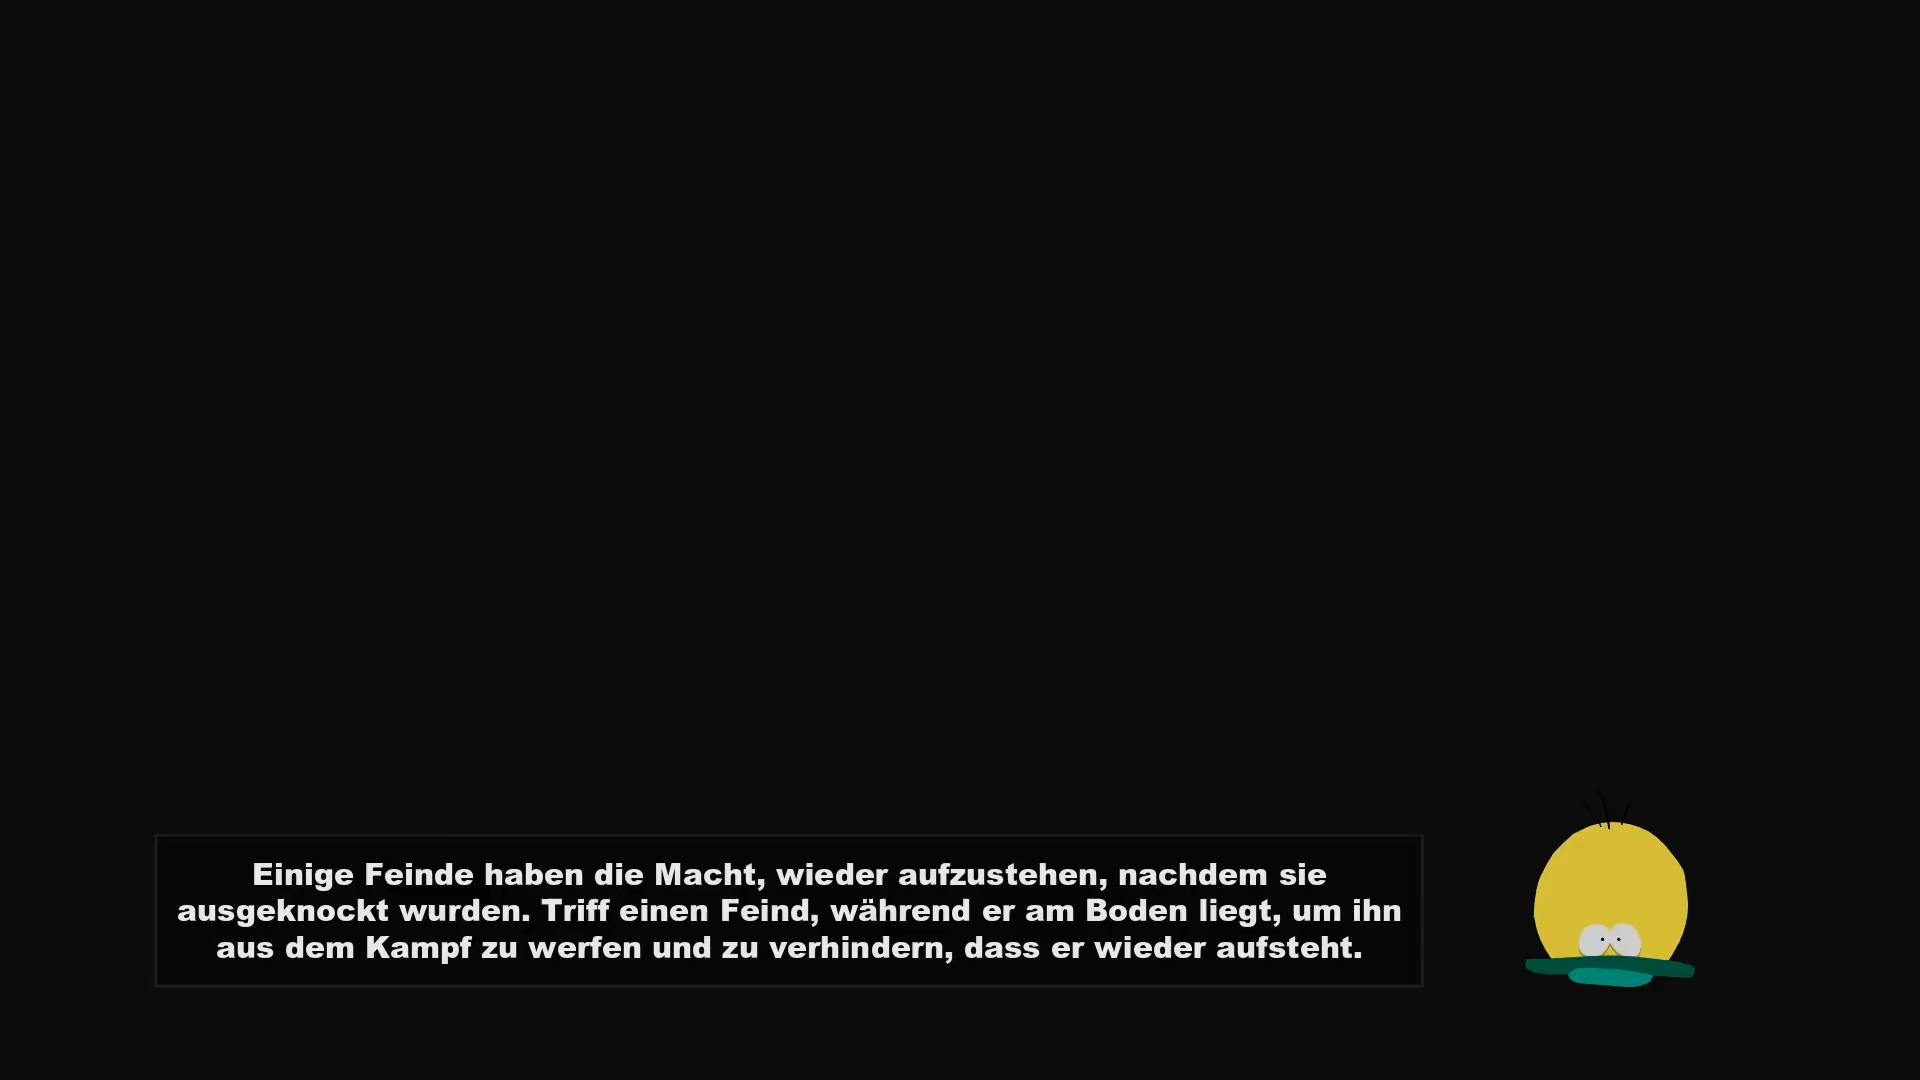 Einige Feinde haben die Macht, wieder aufzustehen, nachdem sie
ausgeknockt wurden. Triff einen Feind, während er am Boden liegt, um ihn
aus dem Kampf zu werfen und zu verhindern, dass er wieder aufsteht.